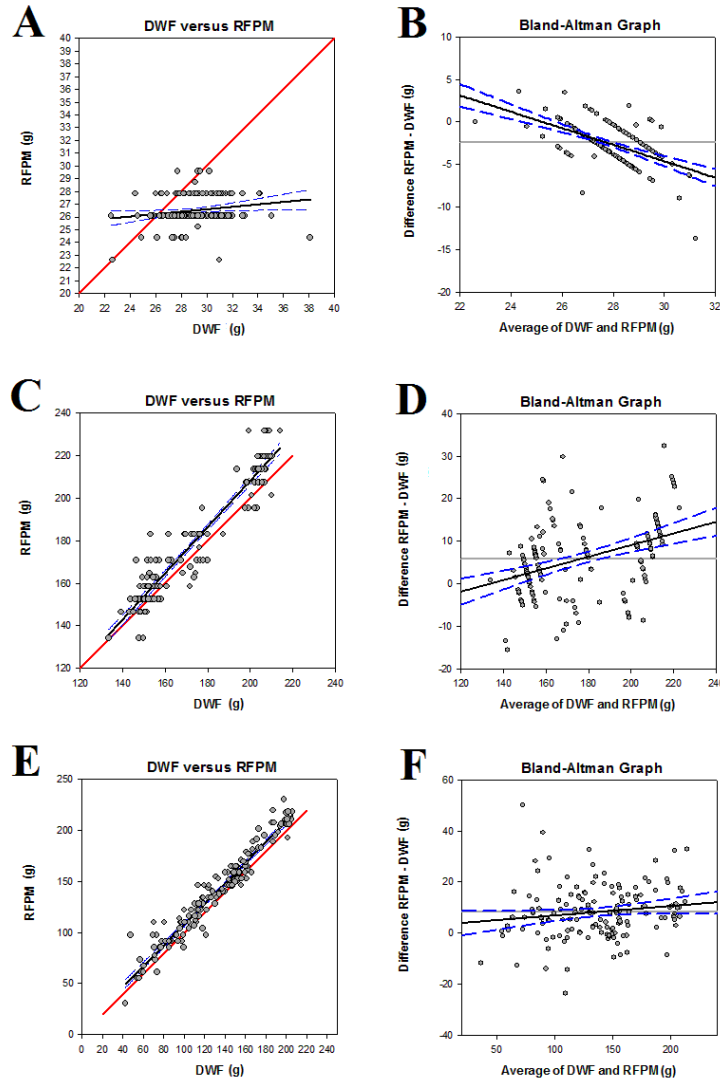 A
DWF versus RFPM
RFPM (g)
40
39
38
37
36
35
34
33
32
31
30
29
28
27
26
25
24
23
22
21
20
20 22 24 26 28 30 32 34 36 38 40
DWF (g)
B
Bland-Altman Graph
Difference RFPM - DWF (g)
10
5
0
-5
-10
-15
-20
22 24 26 28 30 32
Average of DWF and RFPM (g)
C
DWF versus RFPM
RFPM (g)
240
220
200
180
160
140
120
120 140 160 180 200 220 240
DWF (g)
D
Bland-Altman Graph
Difference RFPM - DWF (g)
40
30
20
10
0
-10
-20
120 140 160 180 200 220 240
Average of DWF and RFPM (g)
E
DWF versus RFPM
RFPM (g)
250
200
150
100
50
0
0 20 40 60 80 100 120 140 160 180 200 220 240
DWF (g)
F
Bland-Altman Graph
Difference RFPM - DWF (g)
60
40
20
0
-20
-40
50 100 150 200
Average of DWF and RFPM (g)